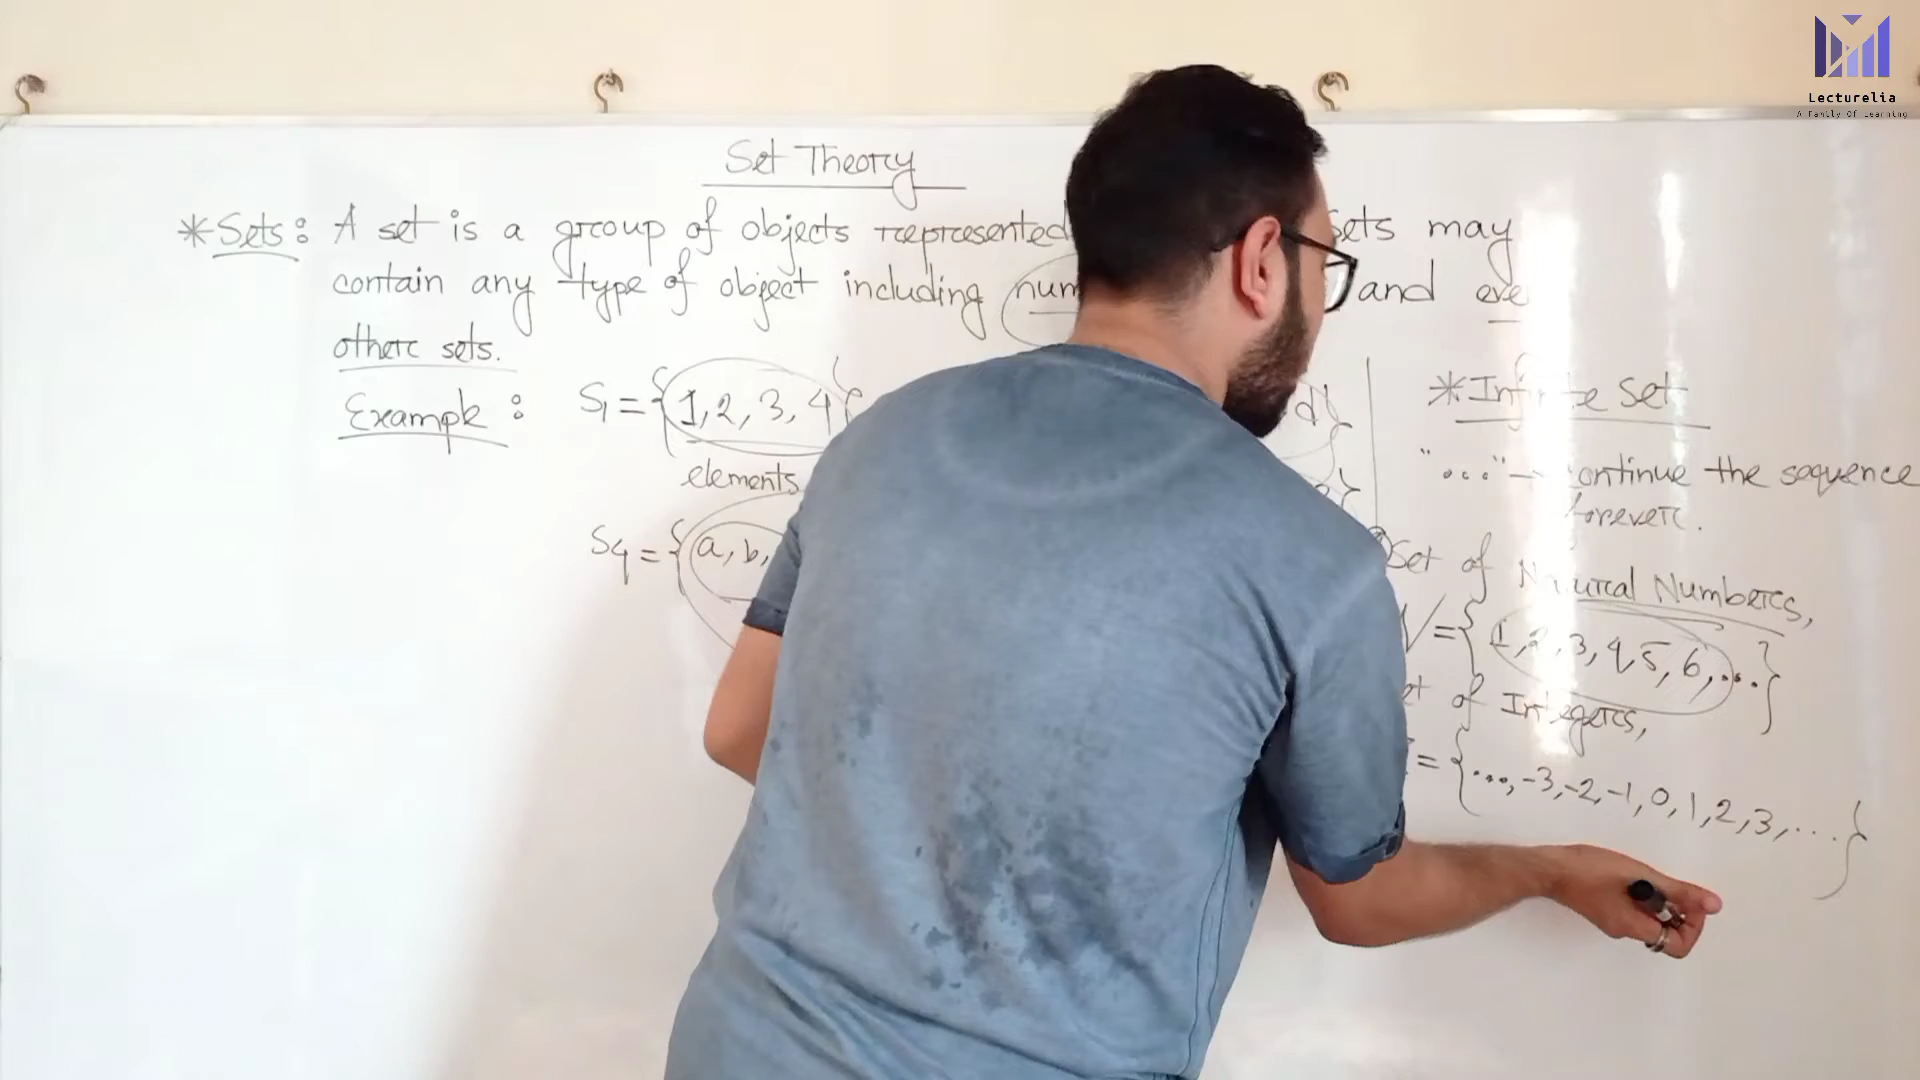 Lecturelia
A Family Of Learning
Set Theory
*Sets: A set is a group of objects represented Sets may
contain any type of object including num and eve
other sets.
Example: S1 = {1, 2, 3, 4} d}
elements
S4 = {a, b,
*Infinite Set
"..." → continue the sequence
forever.
Set of Natural Numbers,
N = {1, 2, 3, 4, 5, 6, ...}
Set of Integers,
= {..., -3, -2, -1, 0, 1, 2, 3, ...}